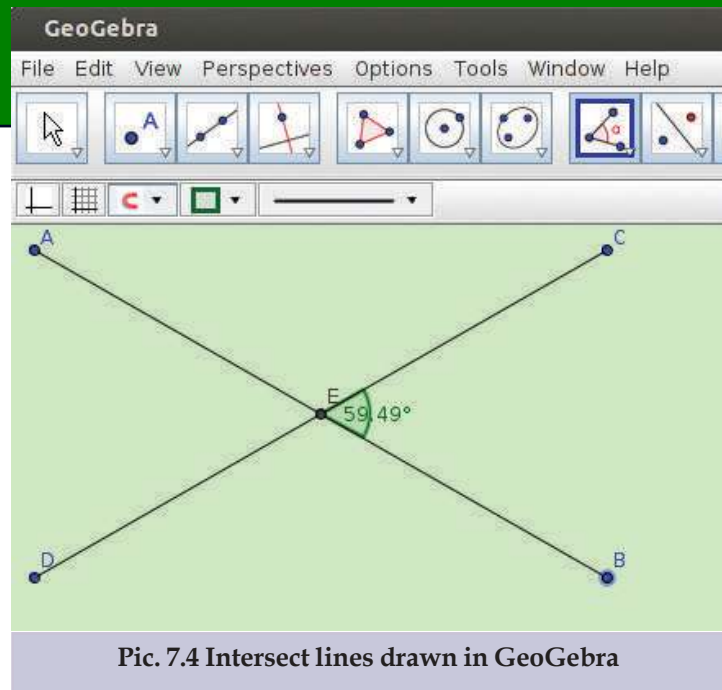 GeoGebra
File Edit View Perspectives Options Tools Window Help
A
α
A
C
E
59.49°
D
B
Pic. 7.4 Intersect lines drawn in GeoGebra